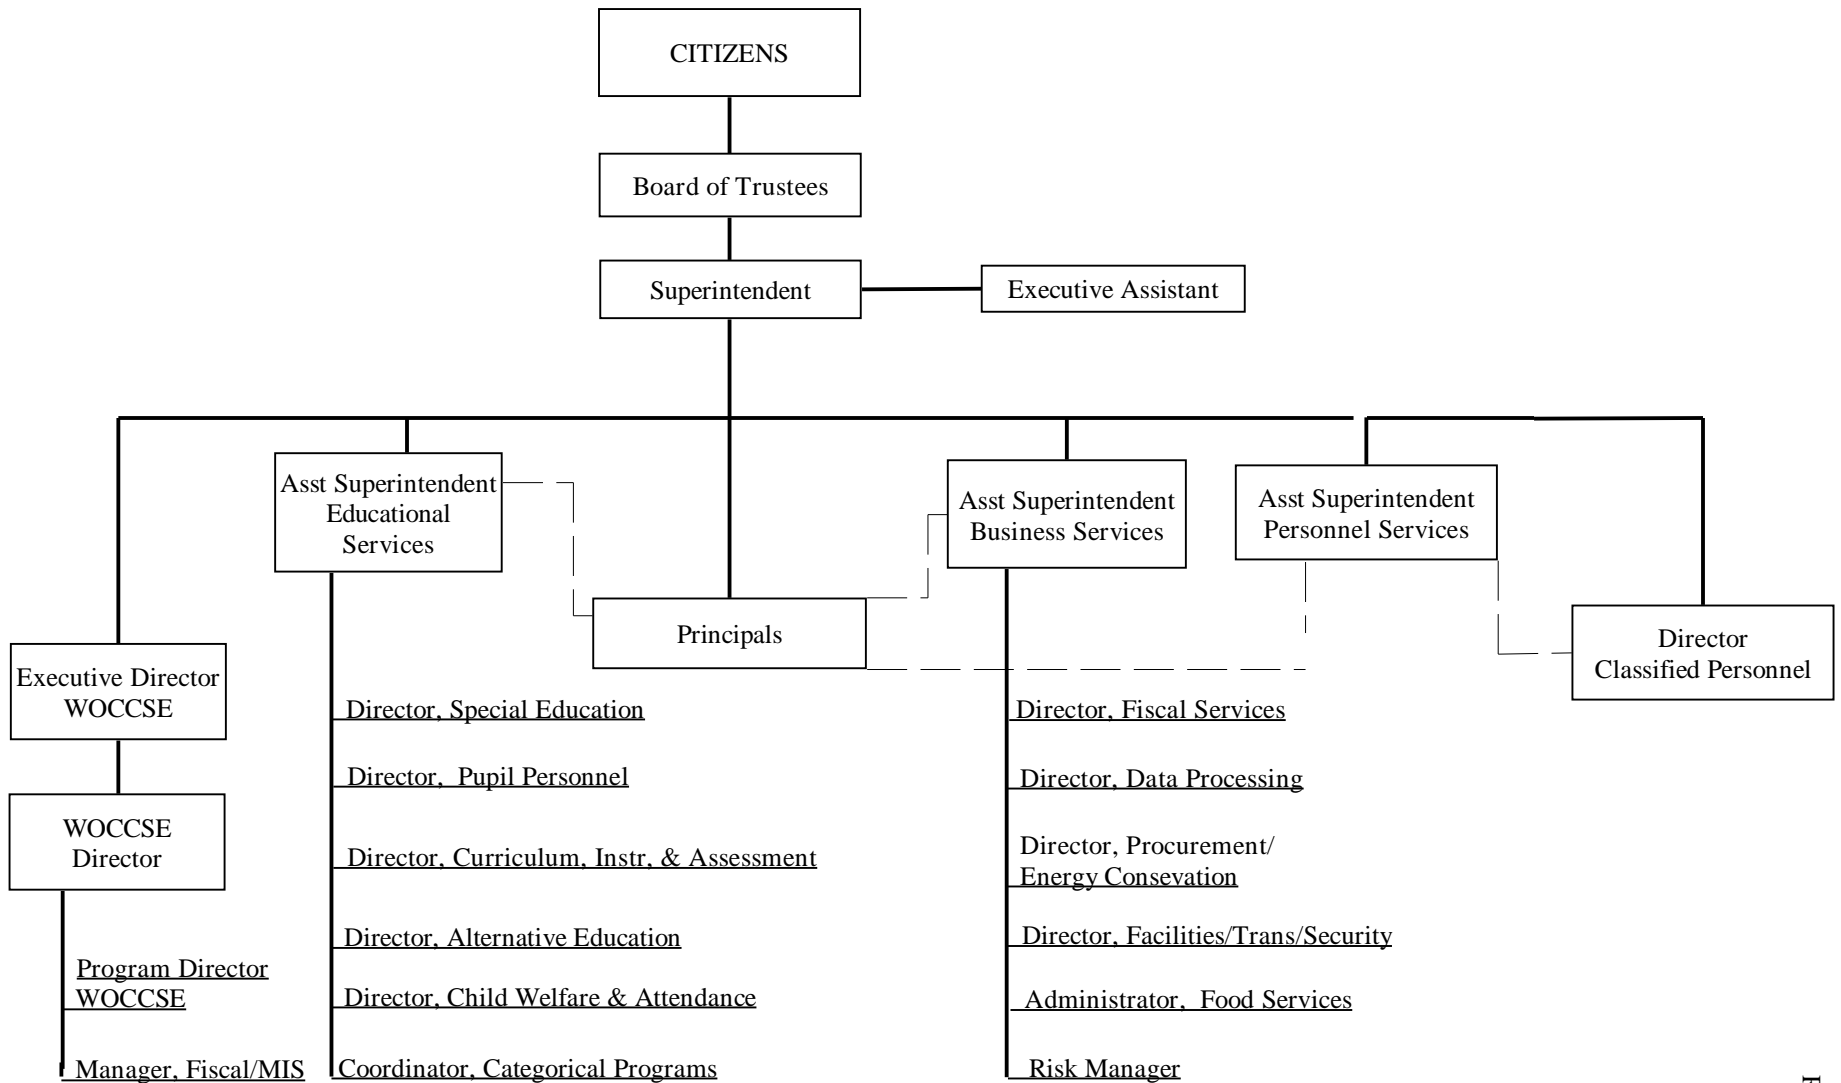 CITIZENS
Board of Trustees
Superintendent
Executive Assistant
Asst Superintendent
Educational
Services
Asst Superintendent
Business Services
Asst Superintendent
Personnel Services
Principals
Director
Classified Personnel
Executive Director
WOCCSE
WOCCSE
Director
Program Director
WOCCSE
Manager, Fiscal/MIS
Director, Special Education
Director, Pupil Personnel
Director, Curriculum, Instr, & Assessment
Director, Alternative Education
Director, Child Welfare & Attendance
Coordinator, Categorical Programs
Director, Fiscal Services
Director, Data Processing
Director, Procurement/
Energy Consevation
Director, Facilities/Trans/Security
Administrator, Food Services
Risk Manager